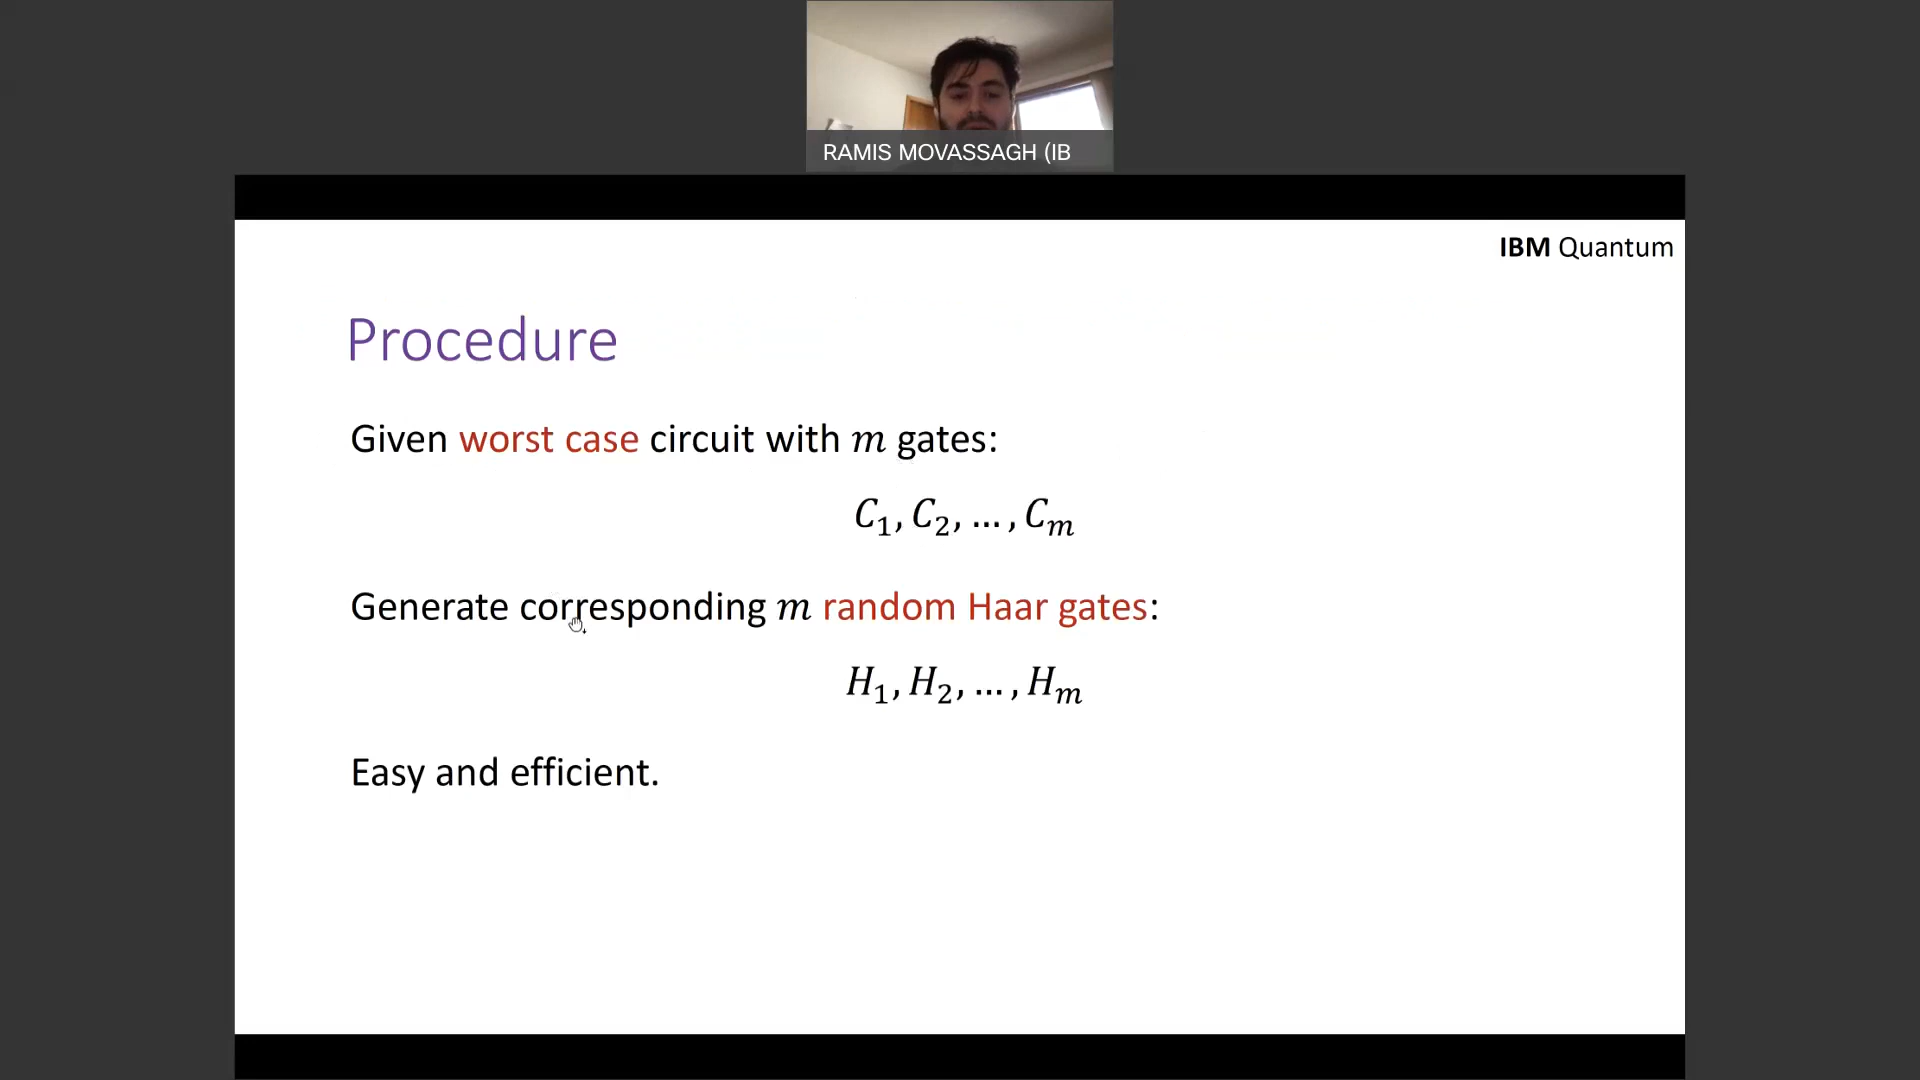 RAMIS MOVASSAGH (IB
IBM Quantum
Procedure
Given worst case circuit with m gates:
C₁, C₂, … , Cₘ
Generate corresponding m random Haar gates:
H₁, H₂, … , Hₘ
Easy and efficient.